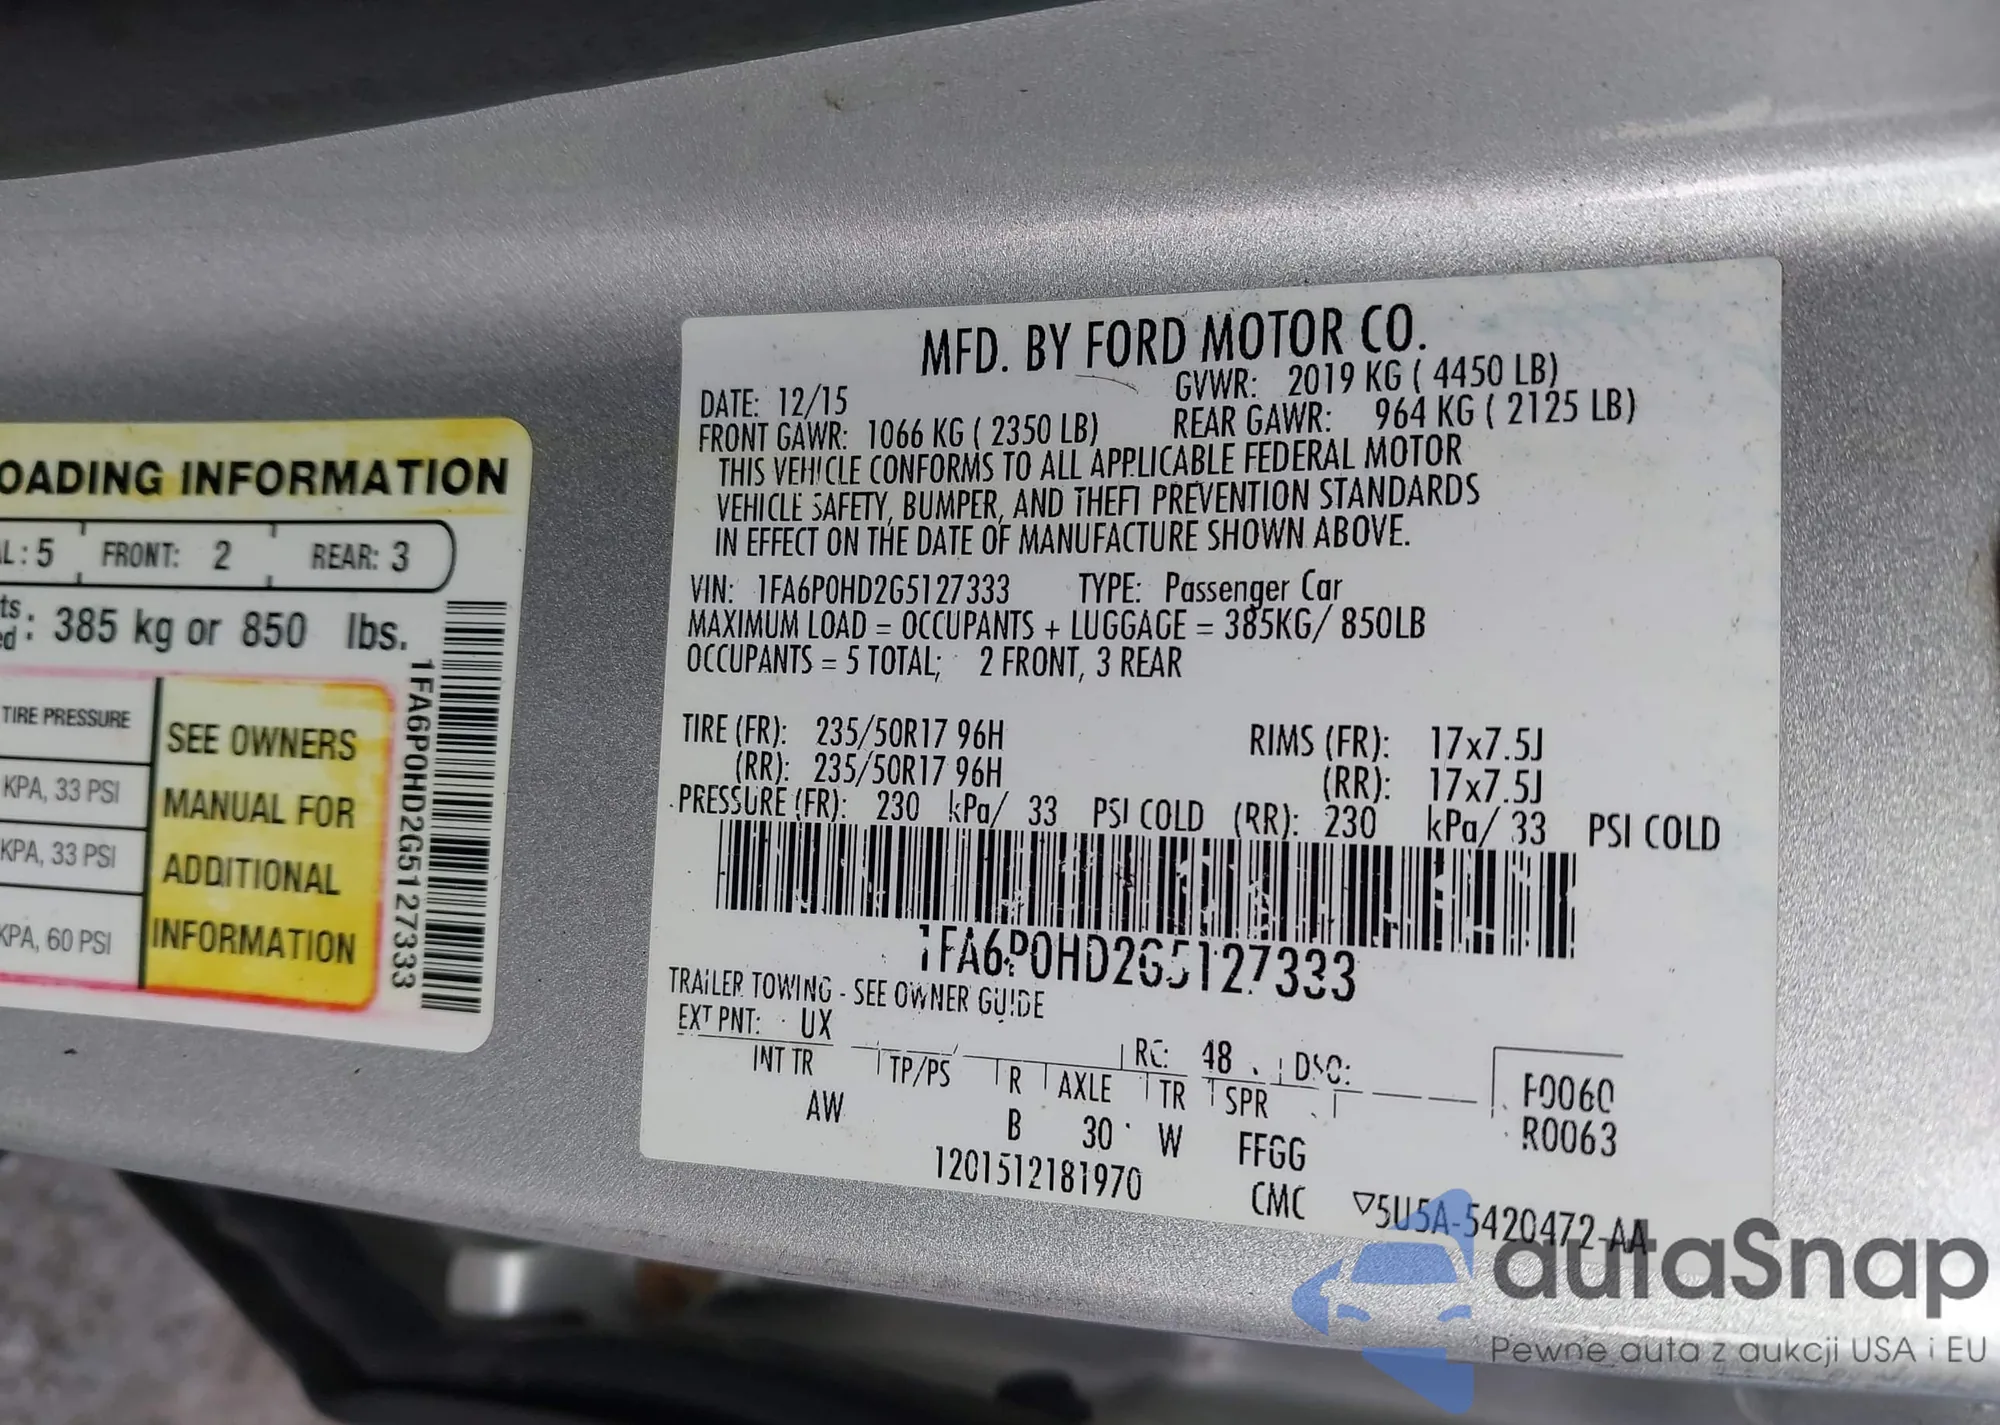 OADING INFORMATION
L: 5 FRONT: 2 REAR: 3
ts
ed : 385 kg or 850 lbs.
TIRE PRESSURE
KPA, 33 PSI
KPA, 33 PSI
KPA, 60 PSI
SEE OWNERS
MANUAL FOR
ADDITIONAL
INFORMATION
1FA6P0HD2G5127333
MFD. BY FORD MOTOR CO.
DATE: 12/15 GVWR: 2019 KG ( 4450 LB)
FRONT GAWR: 1066 KG ( 2350 LB) REAR GAWR: 964 KG ( 2125 LB)
THIS VEHICLE CONFORMS TO ALL APPLICABLE FEDERAL MOTOR
VEHICLE SAFETY, BUMPER, AND THEFT PREVENTION STANDARDS
IN EFFECT ON THE DATE OF MANUFACTURE SHOWN ABOVE.
VIN: 1FA6P0HD2G5127333 TYPE: Passenger Car
MAXIMUM LOAD = OCCUPANTS + LUGGAGE = 385KG/ 850LB
OCCUPANTS = 5 TOTAL; 2 FRONT, 3 REAR
TIRE (FR): 235/50R17 96H RIMS (FR): 17x7.5J
(RR): 235/50R17 96H (RR): 17x7.5J
PRESSURE (FR): 230 kPa/ 33 PSI COLD (RR): 230 kPa/ 33 PSI COLD
1FA6P0HD2G5127333
TRAILER TOWING - SEE OWNER GUIDE
EXT PNT: UX RC: 48 DSO:
INT TR TP/PS R AXLE TR SPR F0060
AW B 30 W FFGG R0063
1201512181970 CMC ▽5U5A-5420472-AA
autaSnap
Pewne auta z aukcji USA i EU